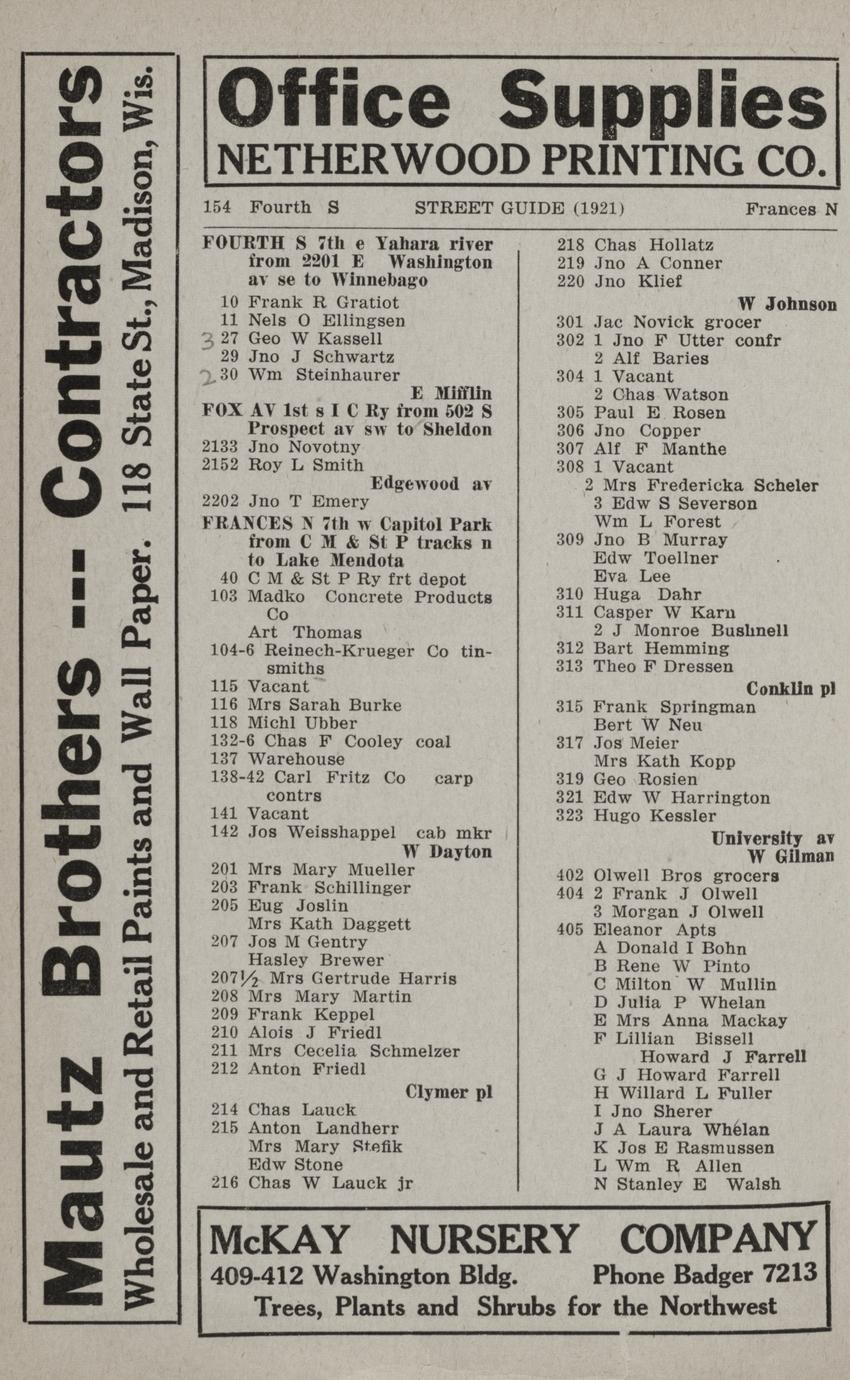 Mautz Brothers --- Contractors
Wholesale and Retail Paints and Wall Paper. 118 State St., Madison, Wis.
Office Supplies
NETHERWOOD PRINTING CO.
154 Fourth S STREET GUIDE (1921) Frances N
FOURTH S 7th e Yahara river
from 2201 E Washington
av se to Winnebago
10 Frank R Gratiot
11 Nels O Ellingsen
3 27 Geo W Kassell
29 Jno J Schwartz
2 30 Wm Steinhaurer
E Mifflin
FOX AV 1st s I C Ry from 502 S
Prospect av sw to Sheldon
2133 Jno Novotny
2152 Roy L Smith
Edgewood av
2202 Jno T Emery
FRANCES N 7th w Capitol Park
from C M & St P tracks n
to Lake Mendota
40 C M & St P Ry frt depot
103 Madko Concrete Products
Co
Art Thomas
104-6 Reinech-Krueger Co tin-
smiths
115 Vacant
116 Mrs Sarah Burke
118 Michl Ubber
132-6 Chas F Cooley coal
137 Warehouse
138-42 Carl Fritz Co carp
contrs
141 Vacant
142 Jos Weisshappel cab mkr
W Dayton
201 Mrs Mary Mueller
203 Frank Schillinger
205 Eug Joslin
Mrs Kath Daggett
207 Jos M Gentry
Hasley Brewer
207½ Mrs Gertrude Harris
208 Mrs Mary Martin
209 Frank Keppel
210 Alois J Friedl
211 Mrs Cecelia Schmelzer
212 Anton Friedl
Clymer pl
214 Chas Lauck
215 Anton Landherr
Mrs Mary Stefik
Edw Stone
216 Chas W Lauck jr
218 Chas Hollatz
219 Jno A Conner
220 Jno Klief
W Johnson
301 Jac Novick grocer
302 1 Jno F Utter confr
2 Alf Baries
304 1 Vacant
2 Chas Watson
305 Paul E Rosen
306 Jno Copper
307 Alf F Manthe
308 1 Vacant
2 Mrs Fredericka Scheler
3 Edw S Severson
Wm L Forest
309 Jno B Murray
Edw Toellner
Eva Lee
310 Huga Dahr
311 Casper W Karn
2 J Monroe Bushnell
312 Bart Hemming
313 Theo F Dressen
Conklin pl
315 Frank Springman
Bert W Neu
317 Jos Meier
Mrs Kath Kopp
319 Geo Rosien
321 Edw W Harrington
323 Hugo Kessler
University av
W Gilman
402 Olwell Bros grocers
404 2 Frank J Olwell
3 Morgan J Olwell
405 Eleanor Apts
A Donald I Bohn
B Rene W Pinto
C Milton W Mullin
D Julia P Whelan
E Mrs Anna Mackay
F Lillian Bissell
Howard J Farrell
G J Howard Farrell
H Willard L Fuller
I Jno Sherer
J A Laura Whelan
K Jos E Rasmussen
L Wm R Allen
N Stanley E Walsh
McKAY NURSERY COMPANY
409-412 Washington Bldg. Phone Badger 7213
Trees, Plants and Shrubs for the Northwest